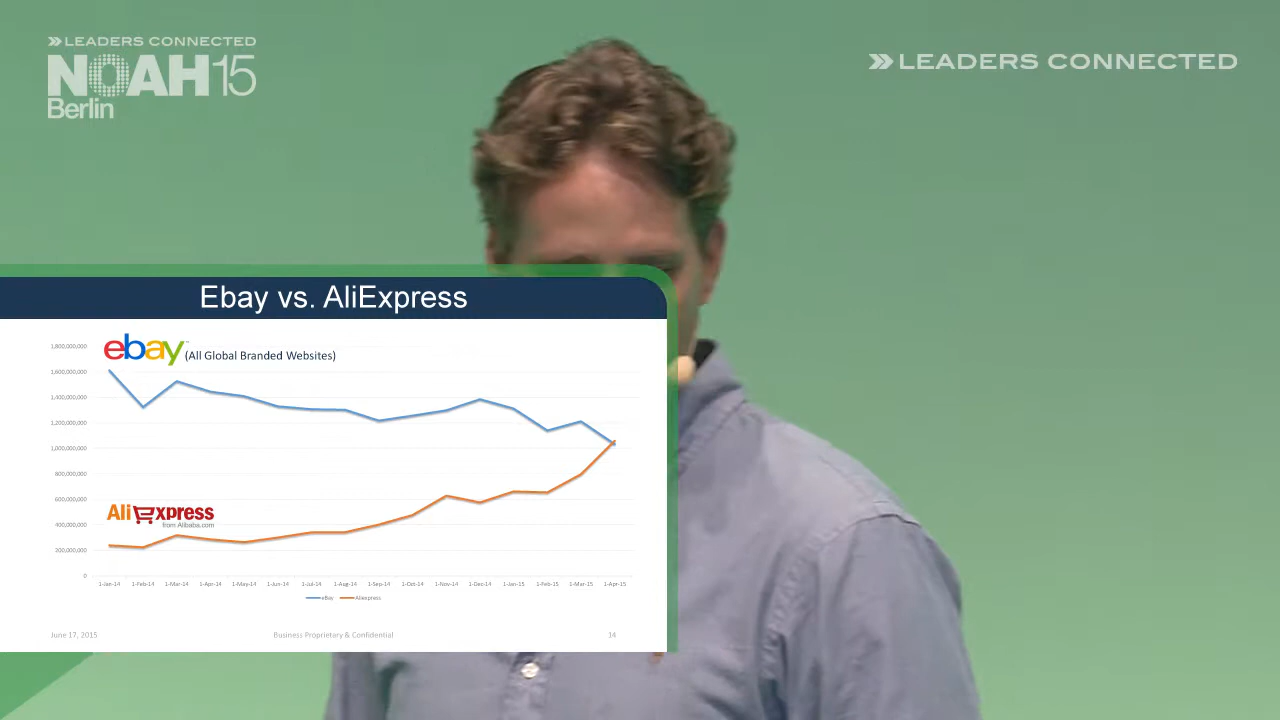 LEADERS CONNECTED
NOAH15
Berlin
LEADERS CONNECTED
Ebay vs. AliExpress
ebay™ (All Global Branded Websites)
1,800,000,000
1,600,000,000
1,400,000,000
1,200,000,000
1,000,000,000
800,000,000
600,000,000
400,000,000
200,000,000
0
AliExpress
from Alibaba.com
1-Jan-14 1-Feb-14 1-Mar-14 1-Apr-14 1-May-14 1-Jun-14 1-Jul-14 1-Aug-14 1-Sep-14 1-Oct-14 1-Nov-14 1-Dec-14 1-Jan-15 1-Feb-15 1-Mar-15 1-Apr-15
eBay Aliexpress
June 17, 2015 Business Proprietary & Confidential 14